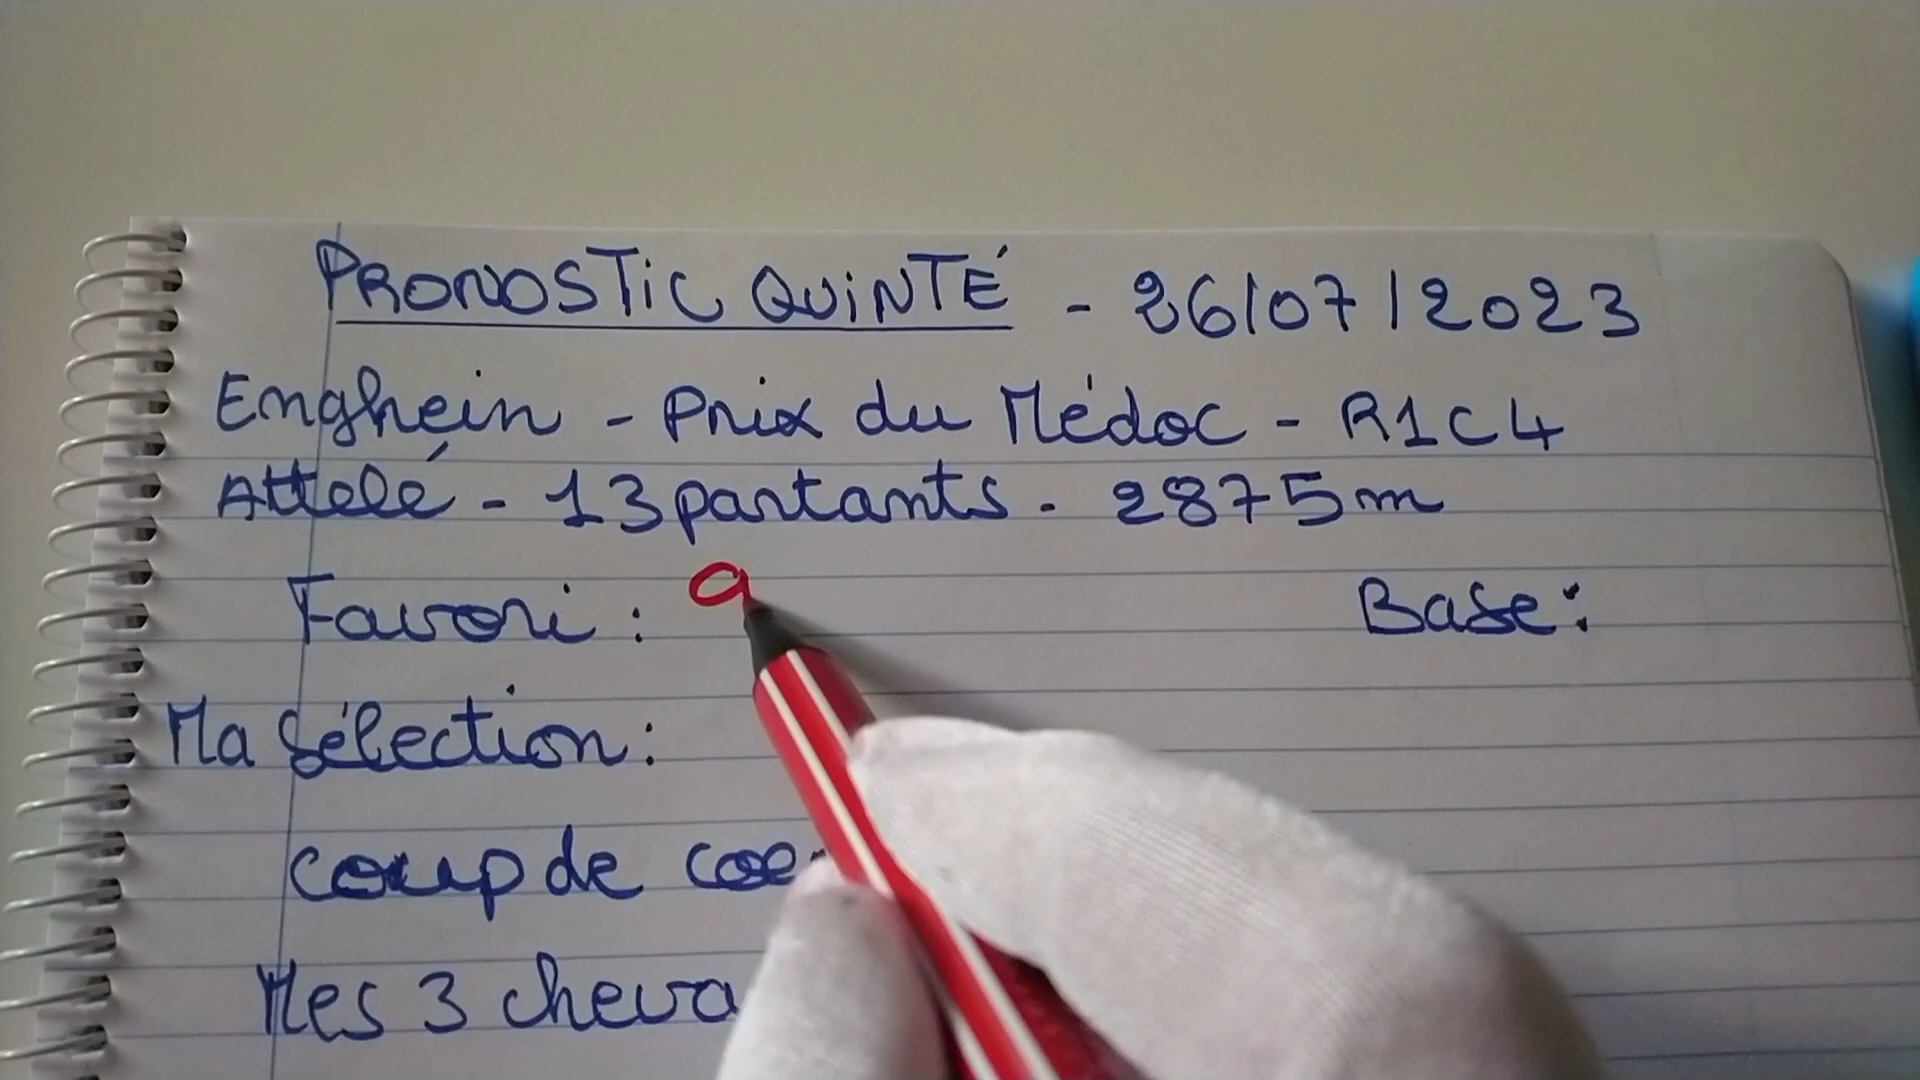 PRONOSTIC QUINTÉ - 26/07/2023
Enghein - Prix du Médoc - R1C4
Attelé - 13 partants - 2875m
Favori : Base :
Ma sélection :
coup de
Mes 3